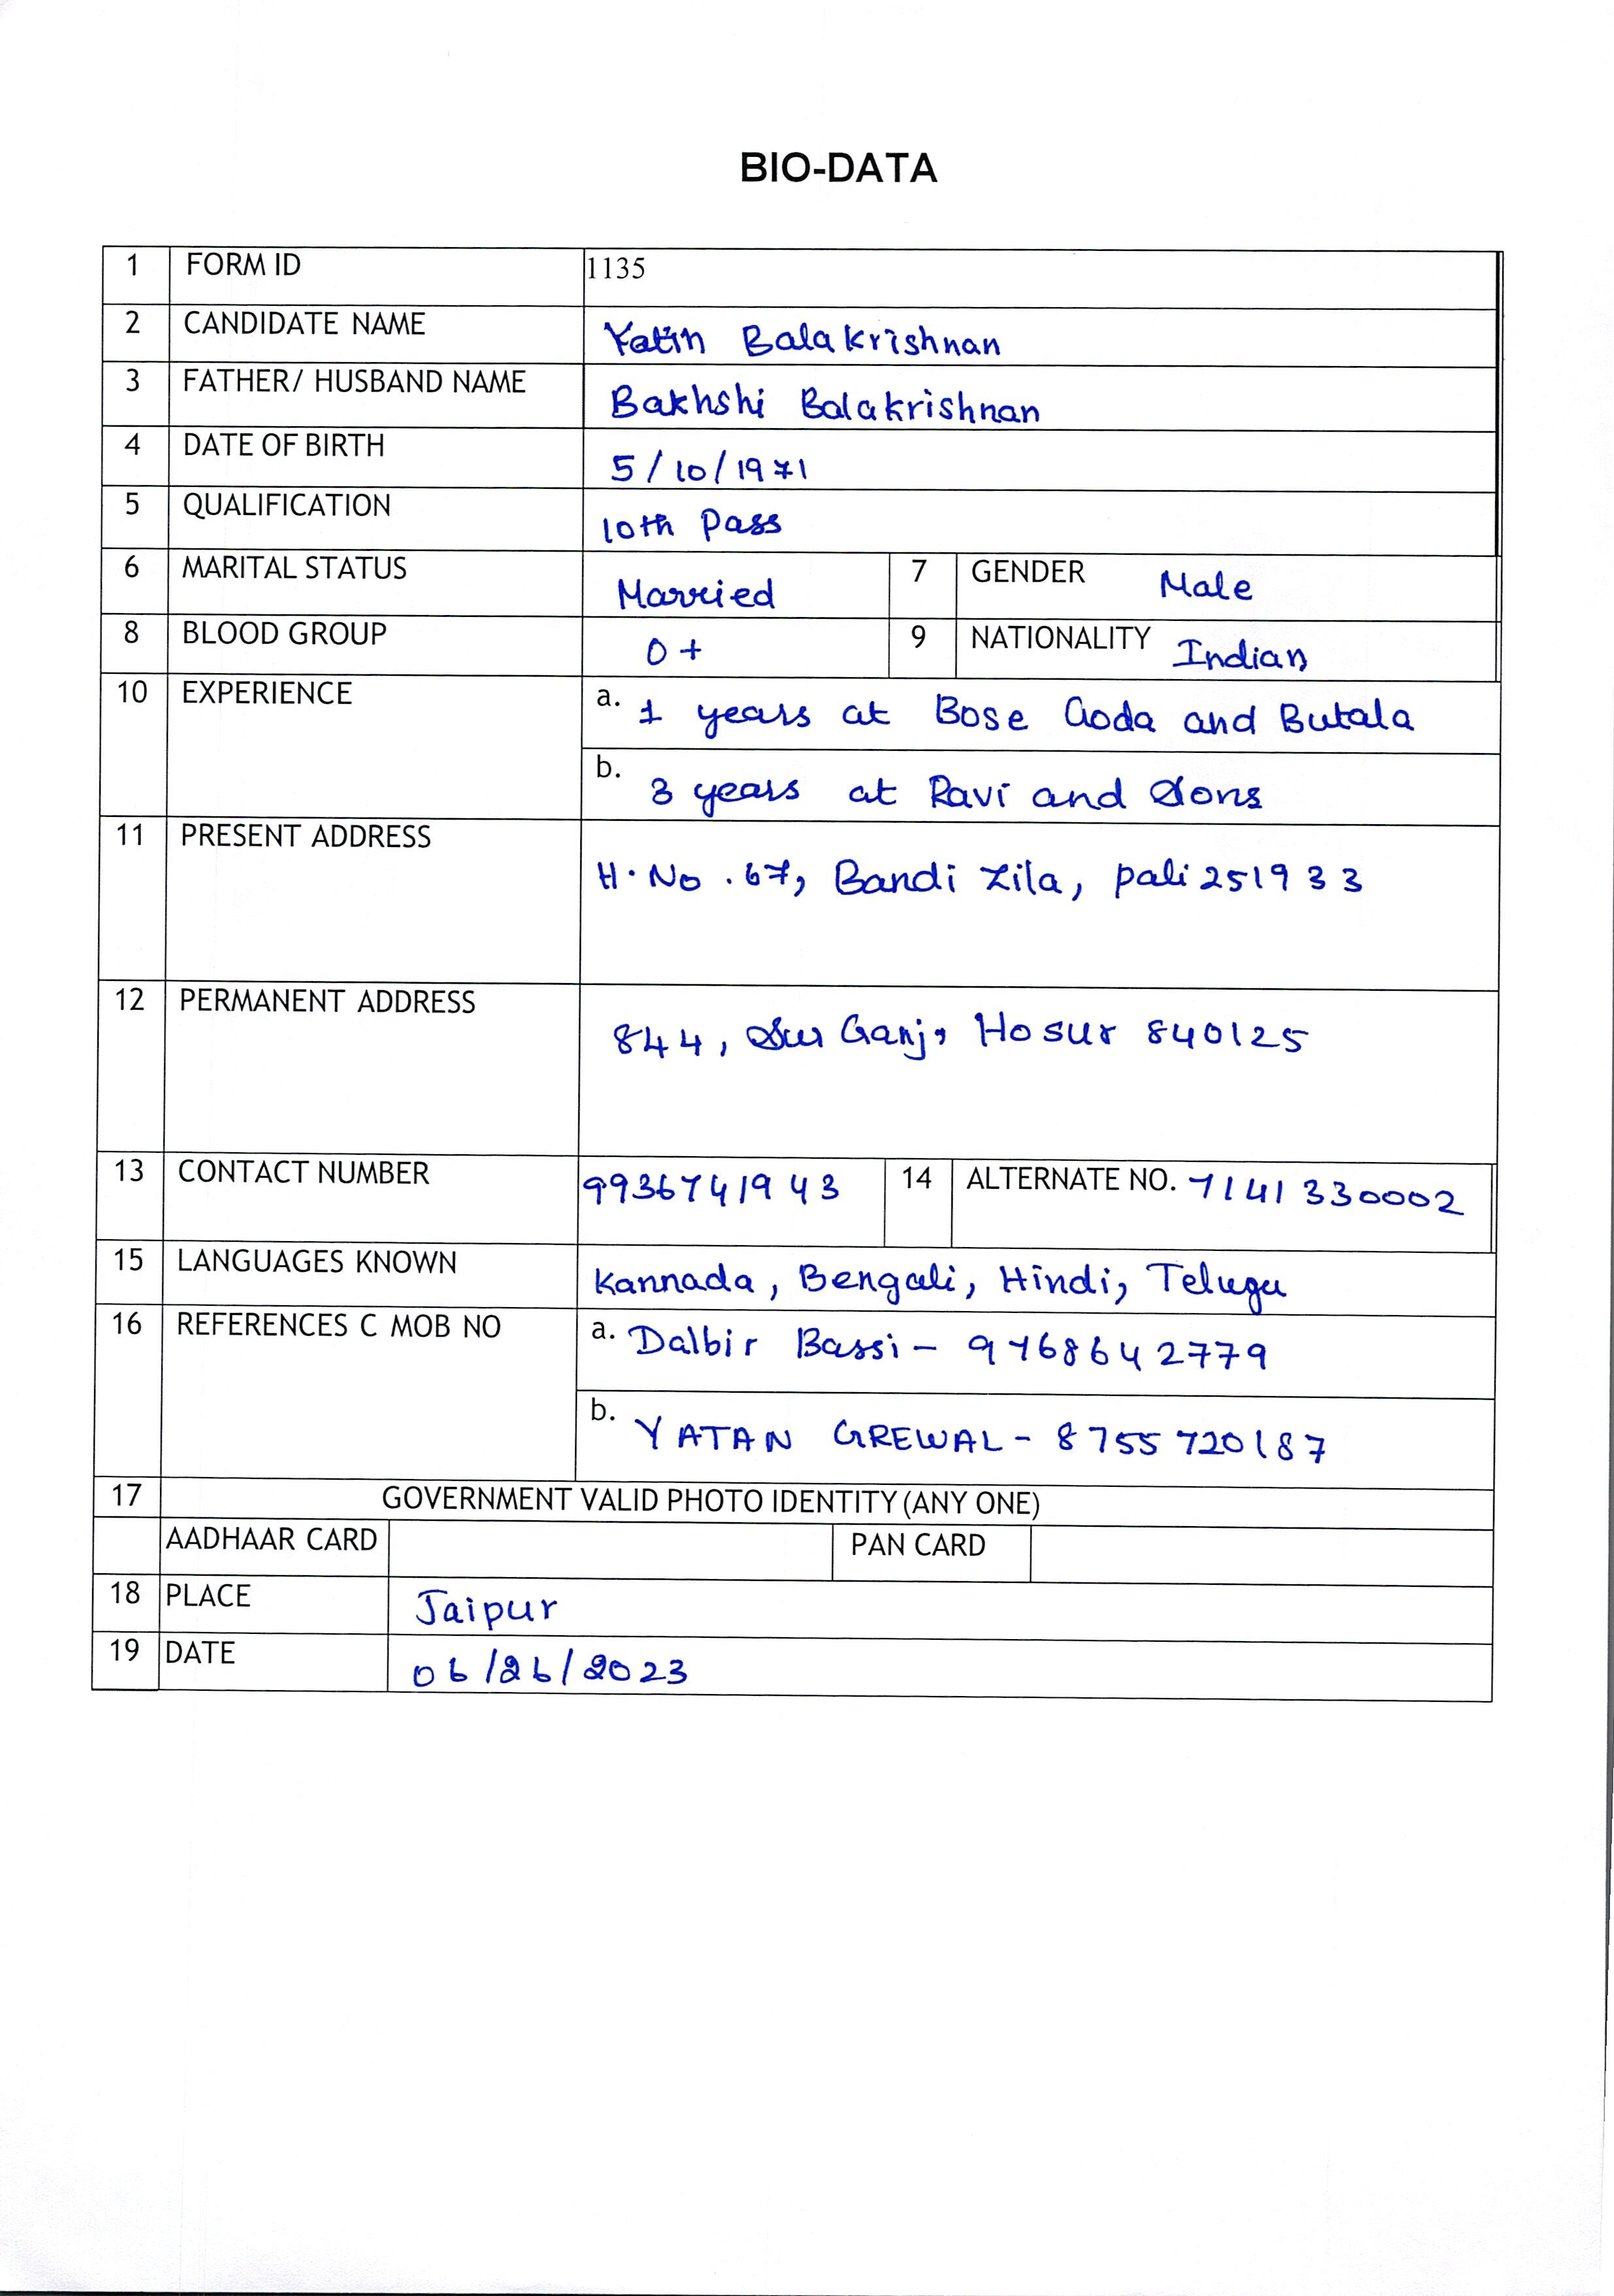 BIO-DATA
1 FORM ID 1135
2 CANDIDATE NAME Yatin Balakrishnan
3 FATHER/ HUSBAND NAME Bakhshi Balakrishnan
4 DATE OF BIRTH 5/10/1971
5 QUALIFICATION 10th Pass
6 MARITAL STATUS Married 7 GENDER Male
8 BLOOD GROUP O+ 9 NATIONALITY Indian
10 EXPERIENCE a. 1 years at Bose Goda and Butala
b. 3 years at Ravi and Sons
11 PRESENT ADDRESS H.No.67, Bandi Zila, Pali 251933
12 PERMANENT ADDRESS 844, Sur Ganj, Hosur 840125
13 CONTACT NUMBER 9936741943 14 ALTERNATE NO. 7141330002
15 LANGUAGES KNOWN Kannada, Bengali, Hindi, Telugu
16 REFERENCES C MOB NO a. Dalbir Bassi - 9768642779
b. YATAN GREWAL - 8755720187
17 GOVERNMENT VALID PHOTO IDENTITY (ANY ONE)
AADHAAR CARD PAN CARD
18 PLACE Jaipur
19 DATE 06/26/2023